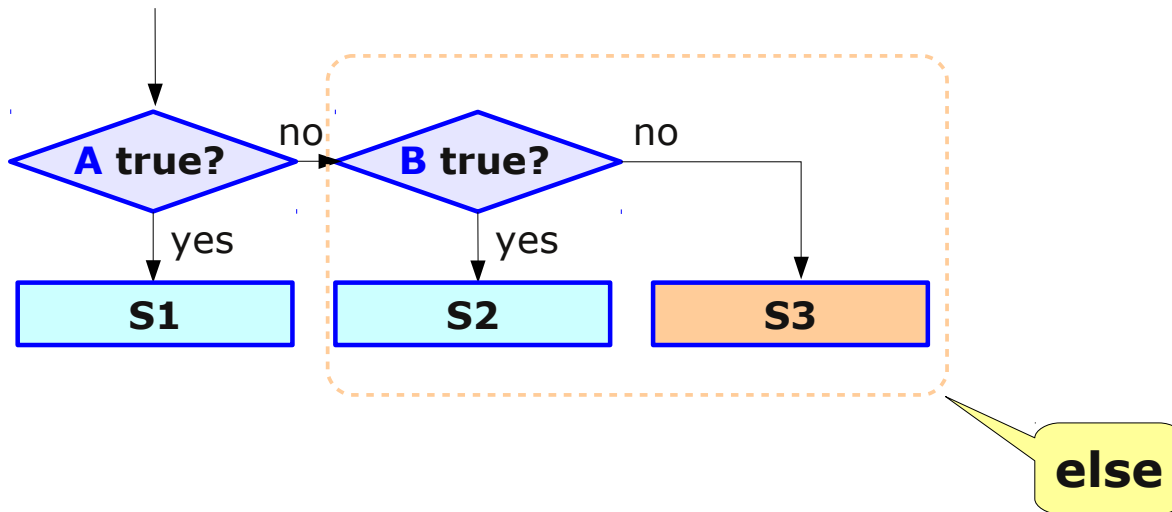 no
no
A true?
B true?
yes
yes
S1
S2
S3
else